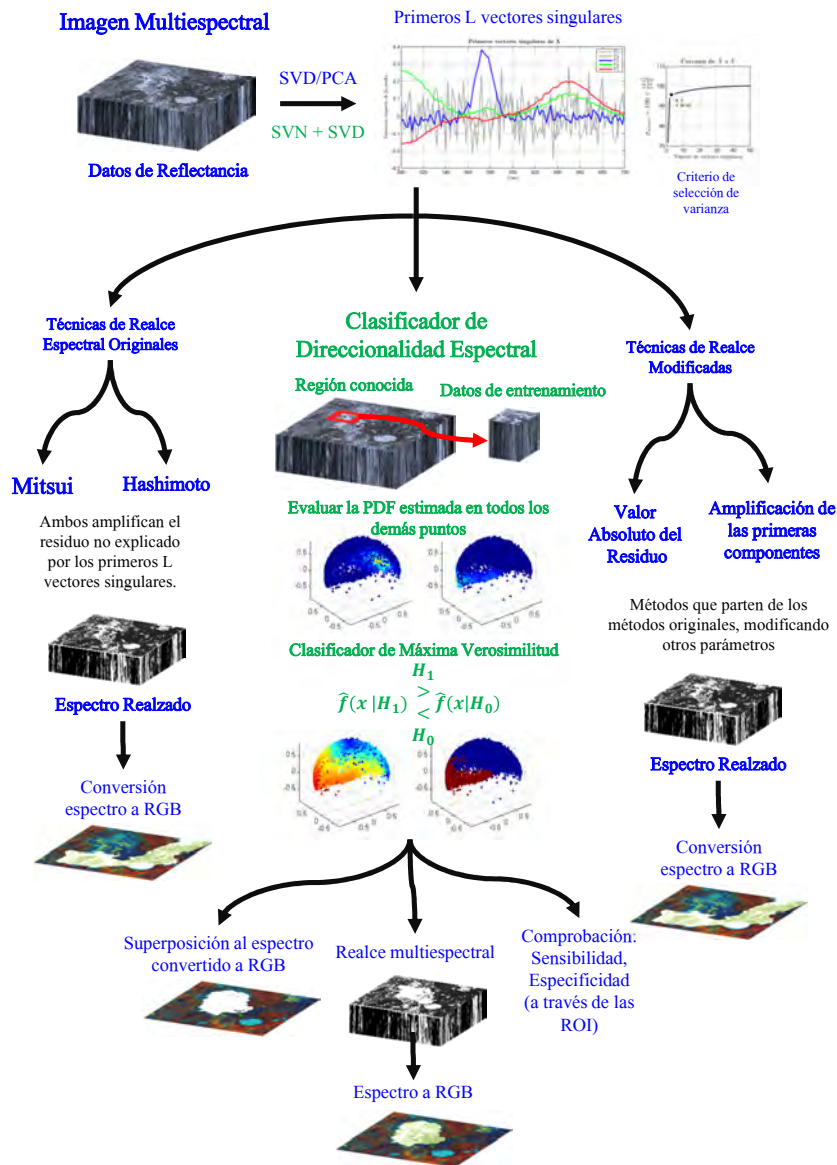 Imagen Multiespectral
Primeros L vectores singulares
SVD/PCA
SVN + SVD
Datos de Reflectancia
Primeros vectores singulares de X
Criterio de
selección de
varianza
Técnicas de Realce
Espectral Originales
Clasificador de
Direccionalidad Espectral
Técnicas de Realce
Modificadas
Región conocida
Datos de entrenamiento
Mitsui
Hashimoto
Ambos amplifican el
residuo no explicado
por los primeros L
vectores singulares.
Evaluar la PDF estimada en todos los
demás puntos
Valor
Absoluto del
Residuo
Amplificación de
las primeras
componentes
Métodos que parten de los
métodos originales, modificando
otros parámetros
Clasificador de Máxima Verosimilitud
H₁
>
f̂(x |H₁) f̂(x|H₀)
<
H₀
Espectro Realzado
Espectro Realzado
Conversión
espectro a RGB
Conversión
espectro a RGB
Superposición al espectro
convertido a RGB
Realce multiespectral
Comprobación:
Sensibilidad,
Especificidad
(a través de las
ROI)
Espectro a RGB